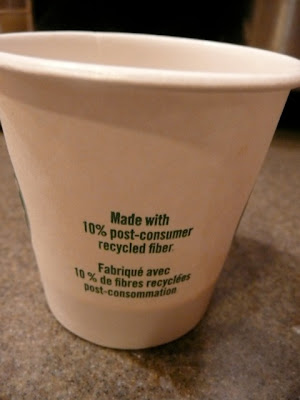 Made with
10% post-consumer
recycled fiber.
Fabriqué avec
10 % de fibres recyclées
post-consommation